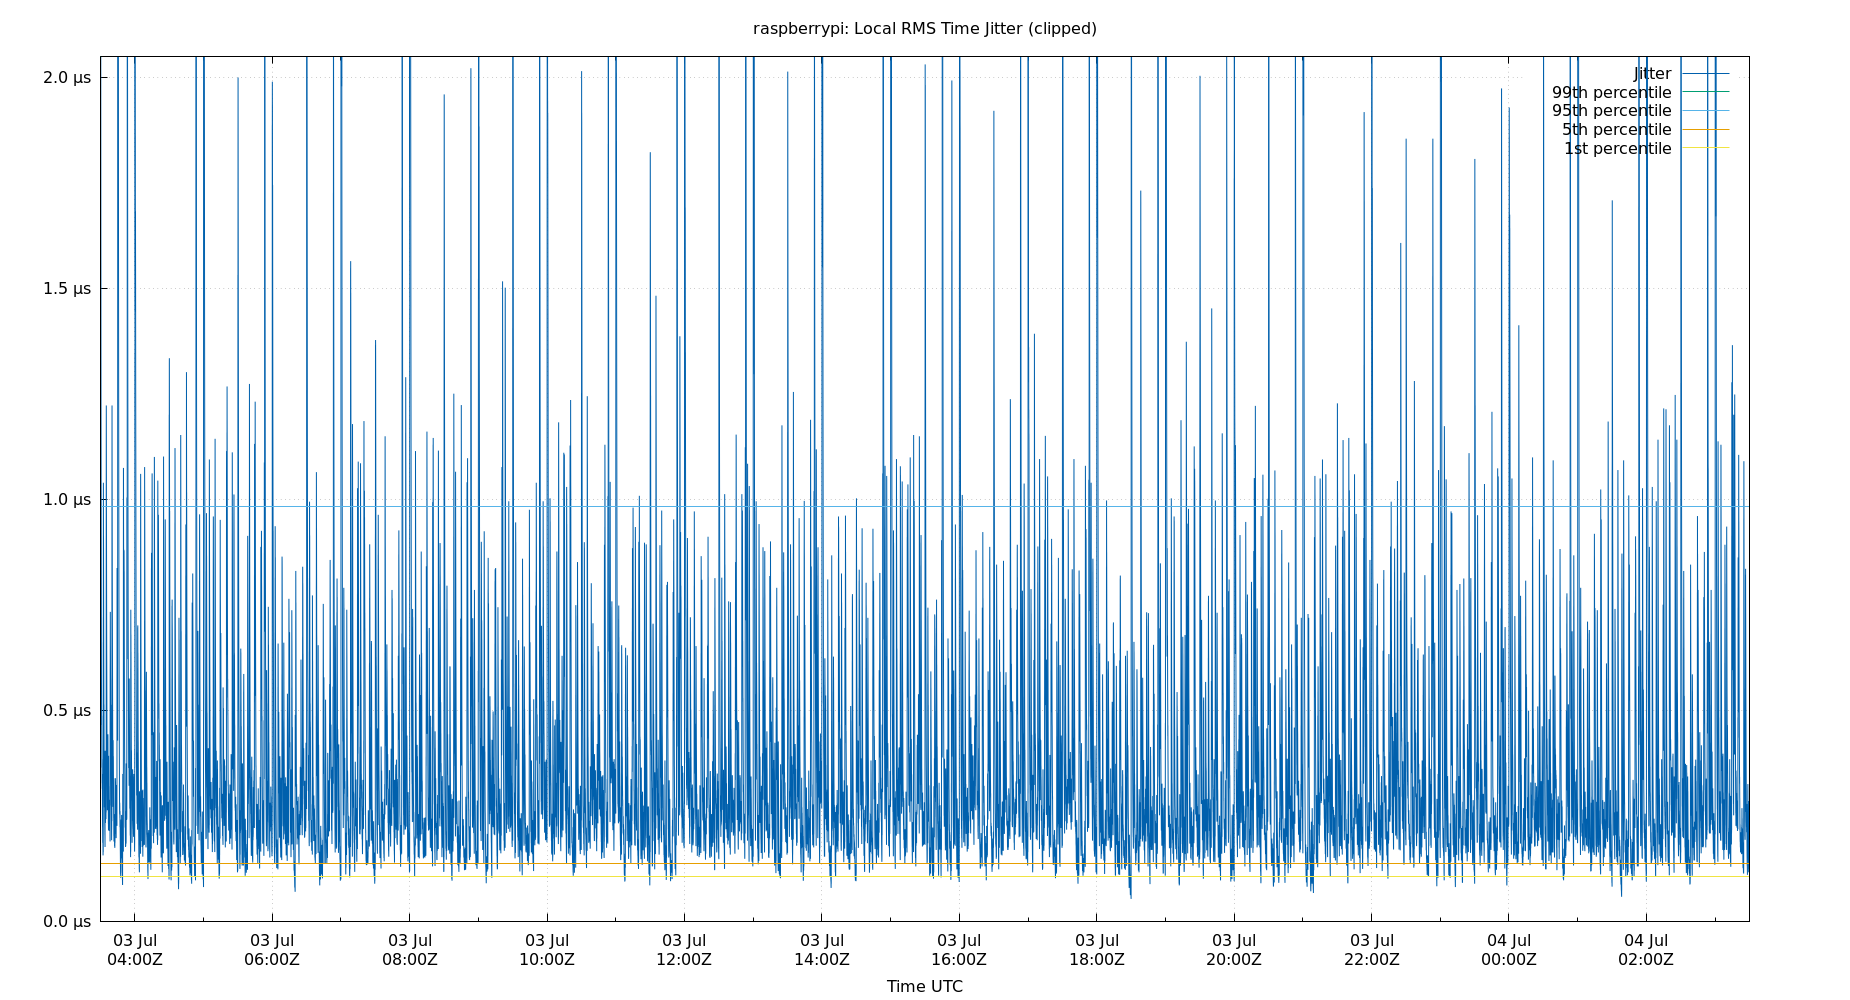 raspberrypi: Local RMS Time Jitter (clipped)
2.0 µs
1.5 µs
1.0 µs
0.5 µs
0.0 µs
Jitter
99th percentile
95th percentile
5th percentile
1st percentile
03 Jul 03 Jul 03 Jul 03 Jul 03 Jul 03 Jul 03 Jul 03 Jul 03 Jul 03 Jul 04 Jul 04 Jul
04:00Z 06:00Z 08:00Z 10:00Z 12:00Z 14:00Z 16:00Z 18:00Z 20:00Z 22:00Z 00:00Z 02:00Z
Time UTC